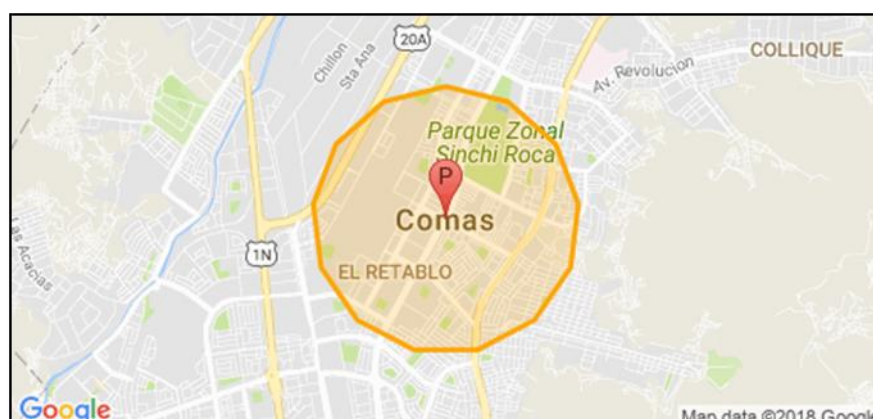 20A
COLLIQUE
Chillon
Sta Ana
Av. Revolucion
Parque Zonal
Sinchi Roca
P
Comas
1N
EL RETABLO
Las Acacias
Google
Map data ©2018 Google